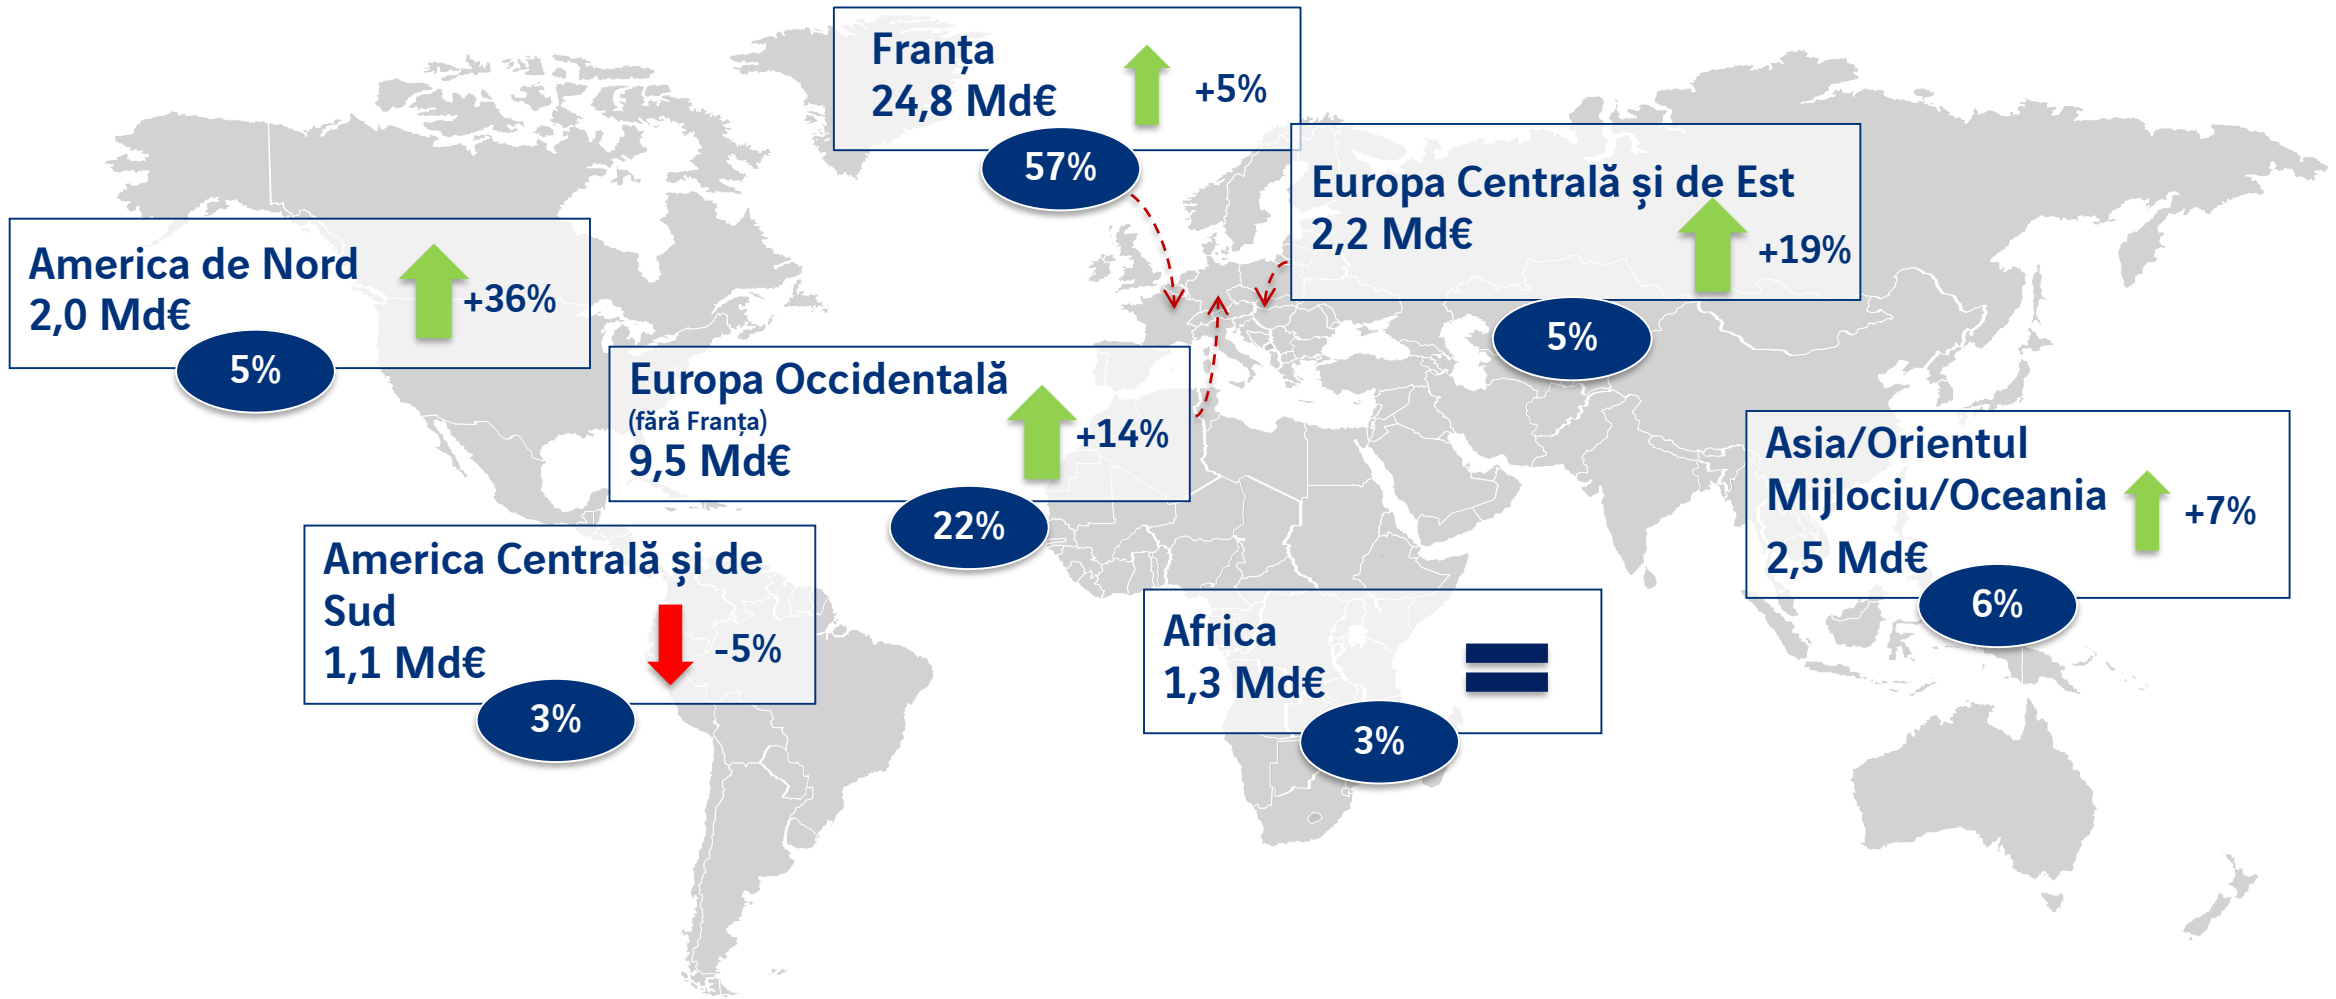 Franța
24,8 Md€
+5%
57%
Europa Centrală și de Est
2,2 Md€
+19%
5%
America de Nord
2,0 Md€
+36%
5%
Europa Occidentală
(fără Franța)
9,5 Md€
+14%
22%
Asia/Orientul
Mijlociu/Oceania
2,5 Md€
+7%
6%
America Centrală și de
Sud
1,1 Md€
-5%
3%
Africa
1,3 Md€
=
3%